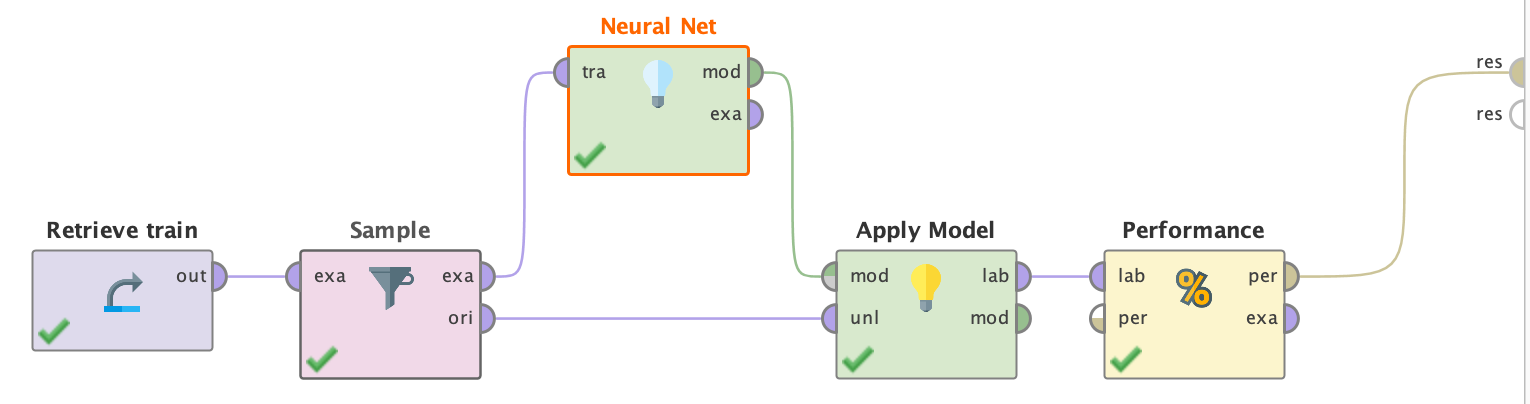 Neural Net
tra mod
exa
res
res
Retrieve train
out
Sample
exa exa
ori
Apply Model
mod lab
unl mod
Performance
%
lab per
per exa